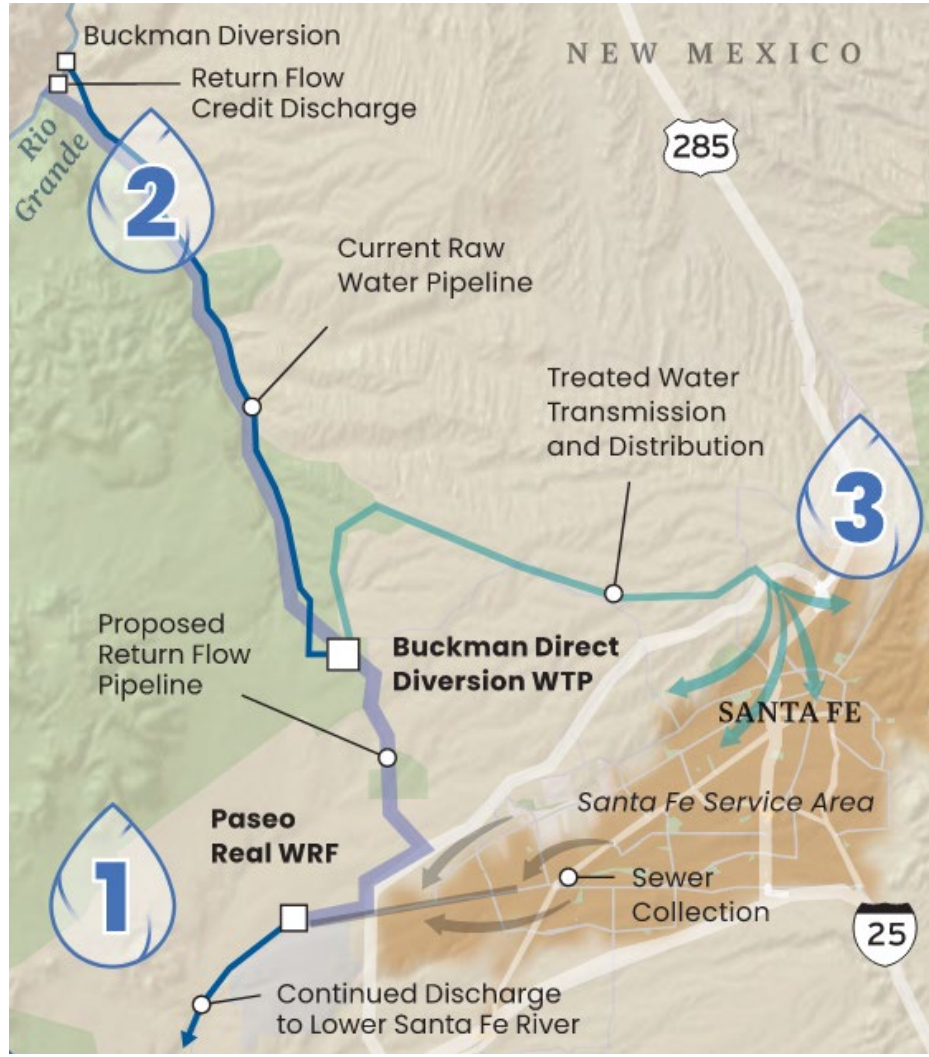 Buckman Diversion
Return Flow
Credit Discharge
NEW MEXICO
Rio
Grande
2
285
Current Raw
Water Pipeline
Treated Water
Transmission
and Distribution
3
Proposed
Return Flow
Pipeline
Buckman Direct
Diversion WTP
SANTA FE
Santa Fe Service Area
Paseo
Real WRF
1
Sewer
Collection
25
Continued Discharge
to Lower Santa Fe River